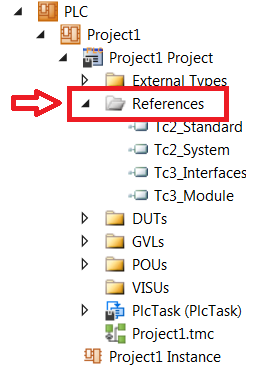 PLC
Project1
Project1 Project
External Types
References
Tc2_Standard
Tc2_System
Tc3_Interfaces
Tc3_Module
DUTs
GVLs
POUs
VISUs
PlcTask (PlcTask)
Project1.tmc
Project1 Instance